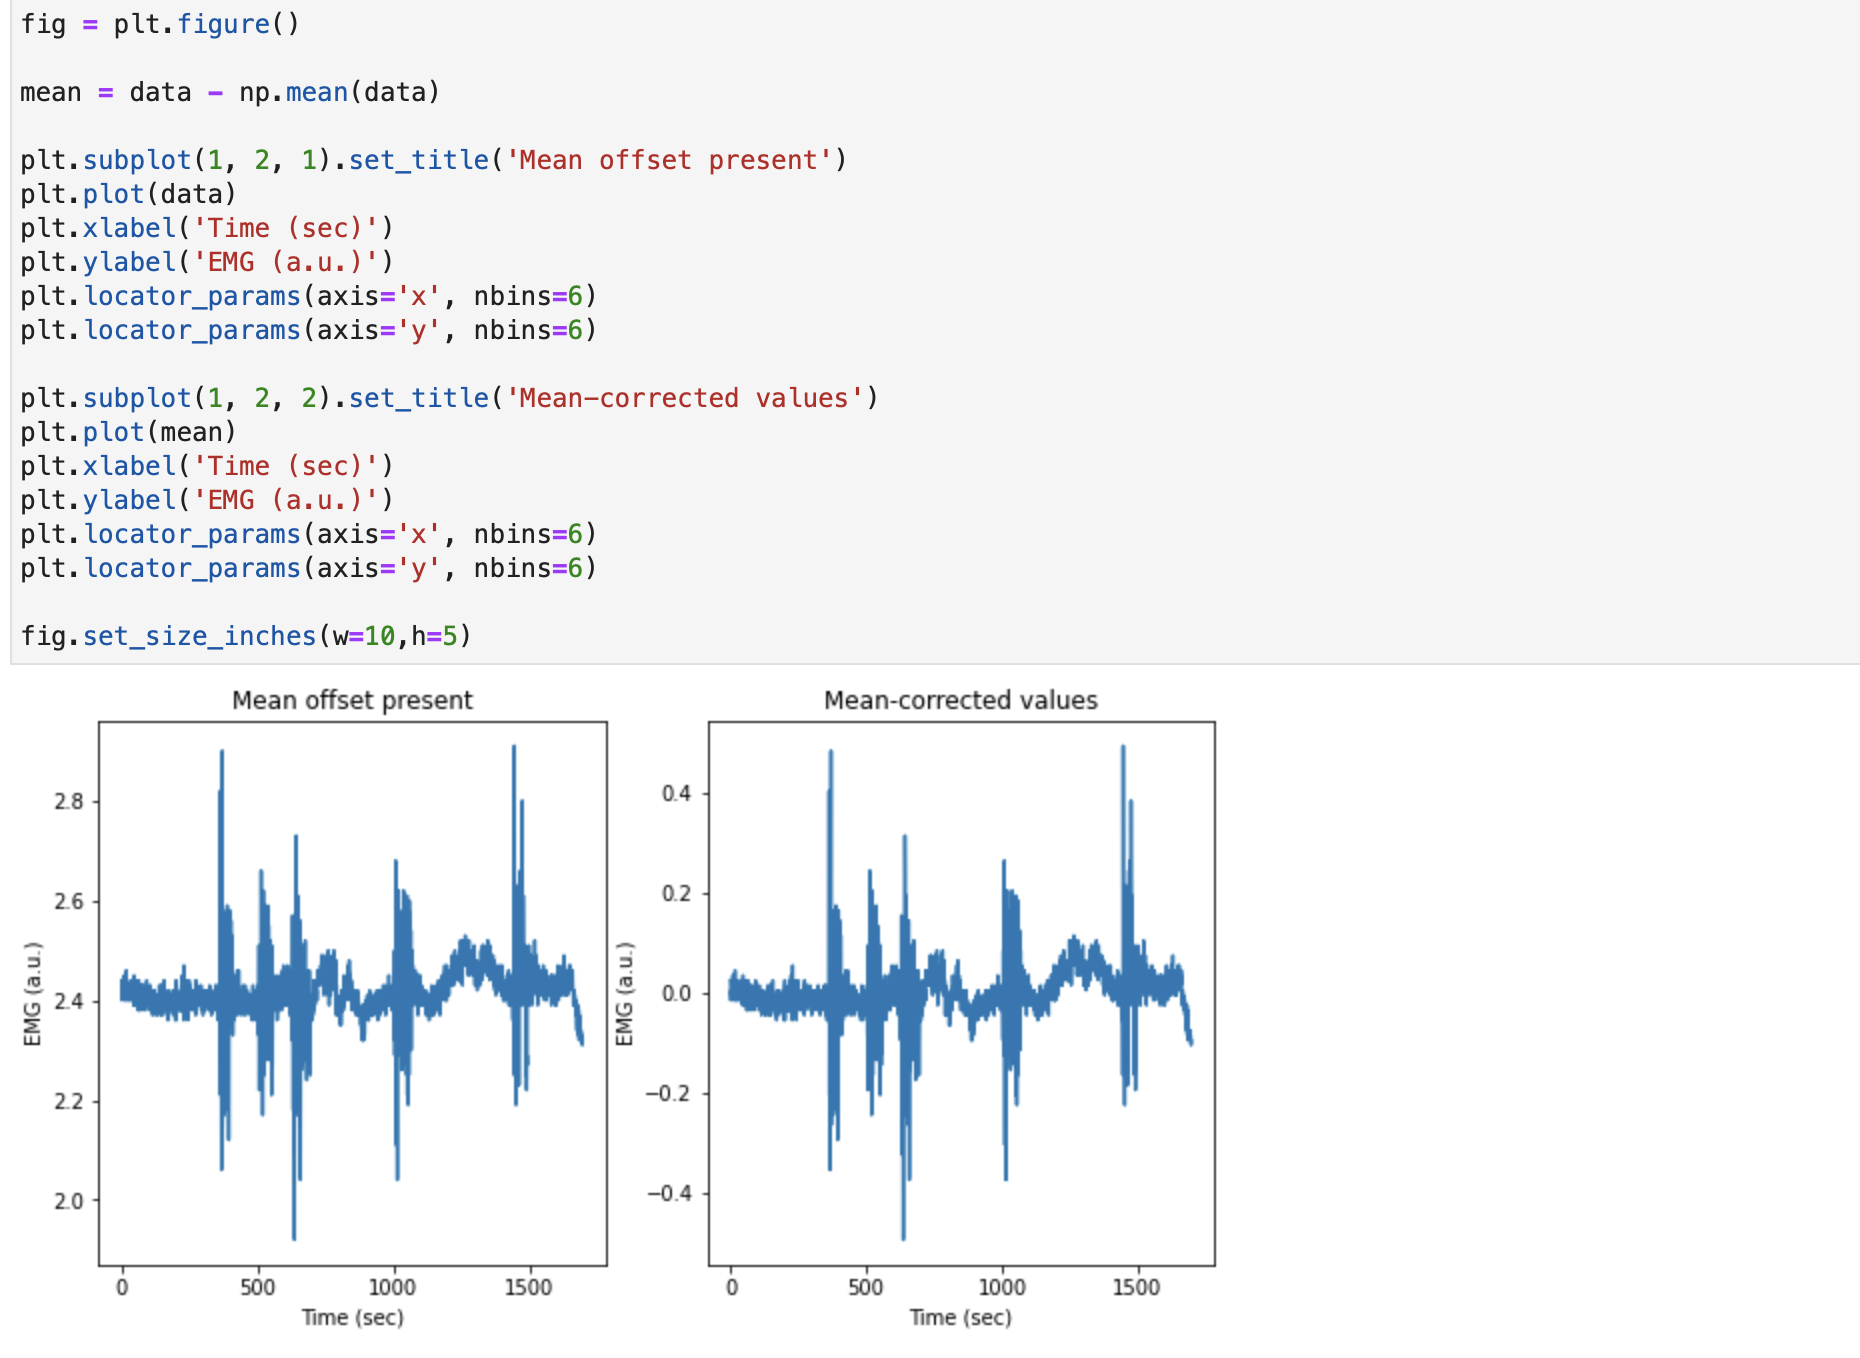 fig = plt.figure()
mean = data - np.mean(data)
plt.subplot(1, 2, 1).set_title('Mean offset present')
plt.plot(data)
plt.xlabel('Time (sec)')
plt.ylabel('EMG (a.u.)')
plt.locator_params(axis='x', nbins=6)
plt.locator_params(axis='y', nbins=6)
plt.subplot(1, 2, 2).set_title('Mean-corrected values')
plt.plot(mean)
plt.xlabel('Time (sec)')
plt.ylabel('EMG (a.u.)')
plt.locator_params(axis='x', nbins=6)
plt.locator_params(axis='y', nbins=6)
fig.set_size_inches(w=10,h=5)
Mean offset present
2.8
2.6
2.4
2.2
2.0
EMG (a.u.)
0 500 1000 1500
Time (sec)
Mean-corrected values
0.4
0.2
0.0
−0.2
−0.4
EMG (a.u.)
0 500 1000 1500
Time (sec)